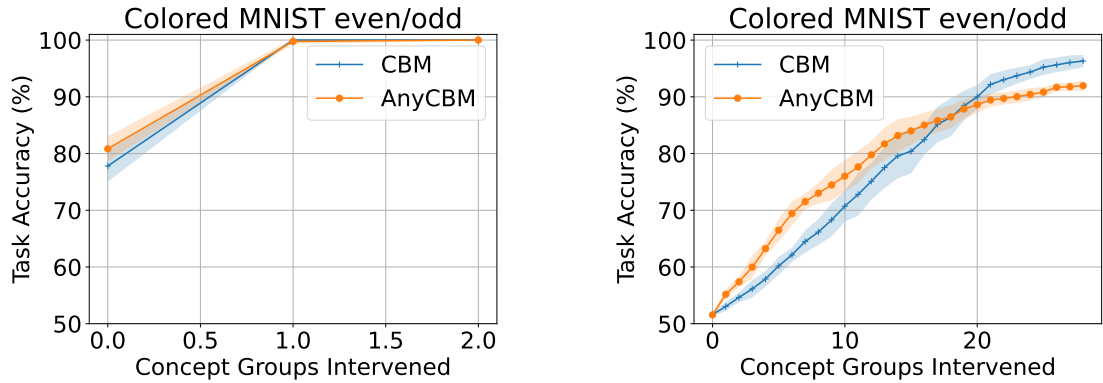 Colored MNIST even/odd
Task Accuracy (%)
100
90
80
70
60
50
CBM
AnyCBM
0.0 0.5 1.0 1.5 2.0
Concept Groups Intervened
Colored MNIST even/odd
Task Accuracy (%)
100
90
80
70
60
50
CBM
AnyCBM
0 10 20
Concept Groups Intervened